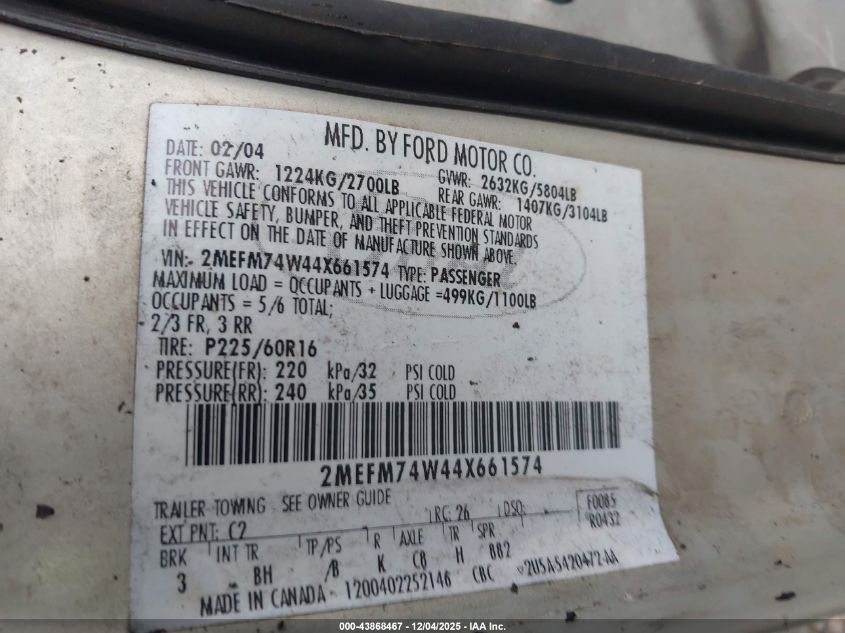 MFD. BY FORD MOTOR CO.
DATE: 02/04
GVWR: 2632KG/5804LB
FRONT GAWR: 1224KG/2700LB
REAR GAWR: 1407KG/3104LB
THIS VEHICLE CONFORMS TO ALL APPLICABLE FEDERAL MOTOR
VEHICLE SAFETY, BUMPER, AND THEFT PREVENTION STANDARDS
IN EFFECT ON THE DATE OF MANUFACTURE SHOWN ABOVE.
VIN: 2MEFM74W44X661574 TYPE: PASSENGER
MAXIMUM LOAD = OCCUPANTS + LUGGAGE =499KG/1100LB
OCCUPANTS = 5/6 TOTAL;
2/3 FR, 3 RR
TIRE: P225/60R16
PRESSURE(FR): 220 kPa/32 PSI COLD
PRESSURE(RR): 240 kPa/35 PSI COLD
2MEFM74W44X661574
TRAILER TOWING - SEE OWNER GUIDE
EXT PNT: C2 RC: 26 DSO: F0085
R0432
BRK INT TR TP/PS R AXLE TR SPR
3 BH /B K C8 H 882
MADE IN CANADA 1200402252146 CBC V2U5A5420472-AA
000-43868467 - 12/04/2025 - IAA Inc.